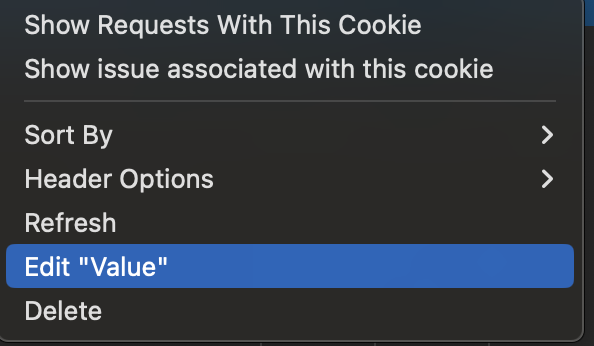 Show Requests With This Cookie
Show issue associated with this cookie
Sort By
Header Options
Refresh
Edit "Value"
Delete